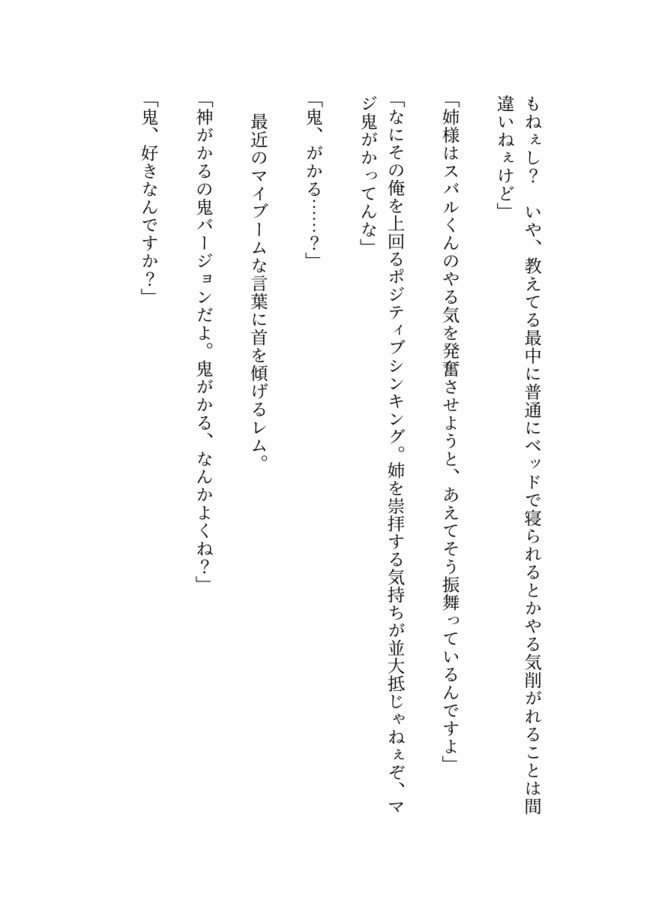 もねぇし？　いや、教えてる最中に普通にベッドで寝られるとかやる気削がれることは間
違いねぇけど」
「姉様はスバルくんのやる気を発奮させようと、あえてそう振舞っているんですよ」
「なにその俺を上回るポジティブシンキング。姉を崇拝する気持ちが並大抵じゃねぇぞ、マ
ジ鬼がかってんな」
「鬼、がかる……？」
　最近のマイブームな言葉に首を傾げるレム。
「神がかるの鬼バージョンだよ。鬼がかる、なんかよくね？」
「鬼、好きなんですか？」